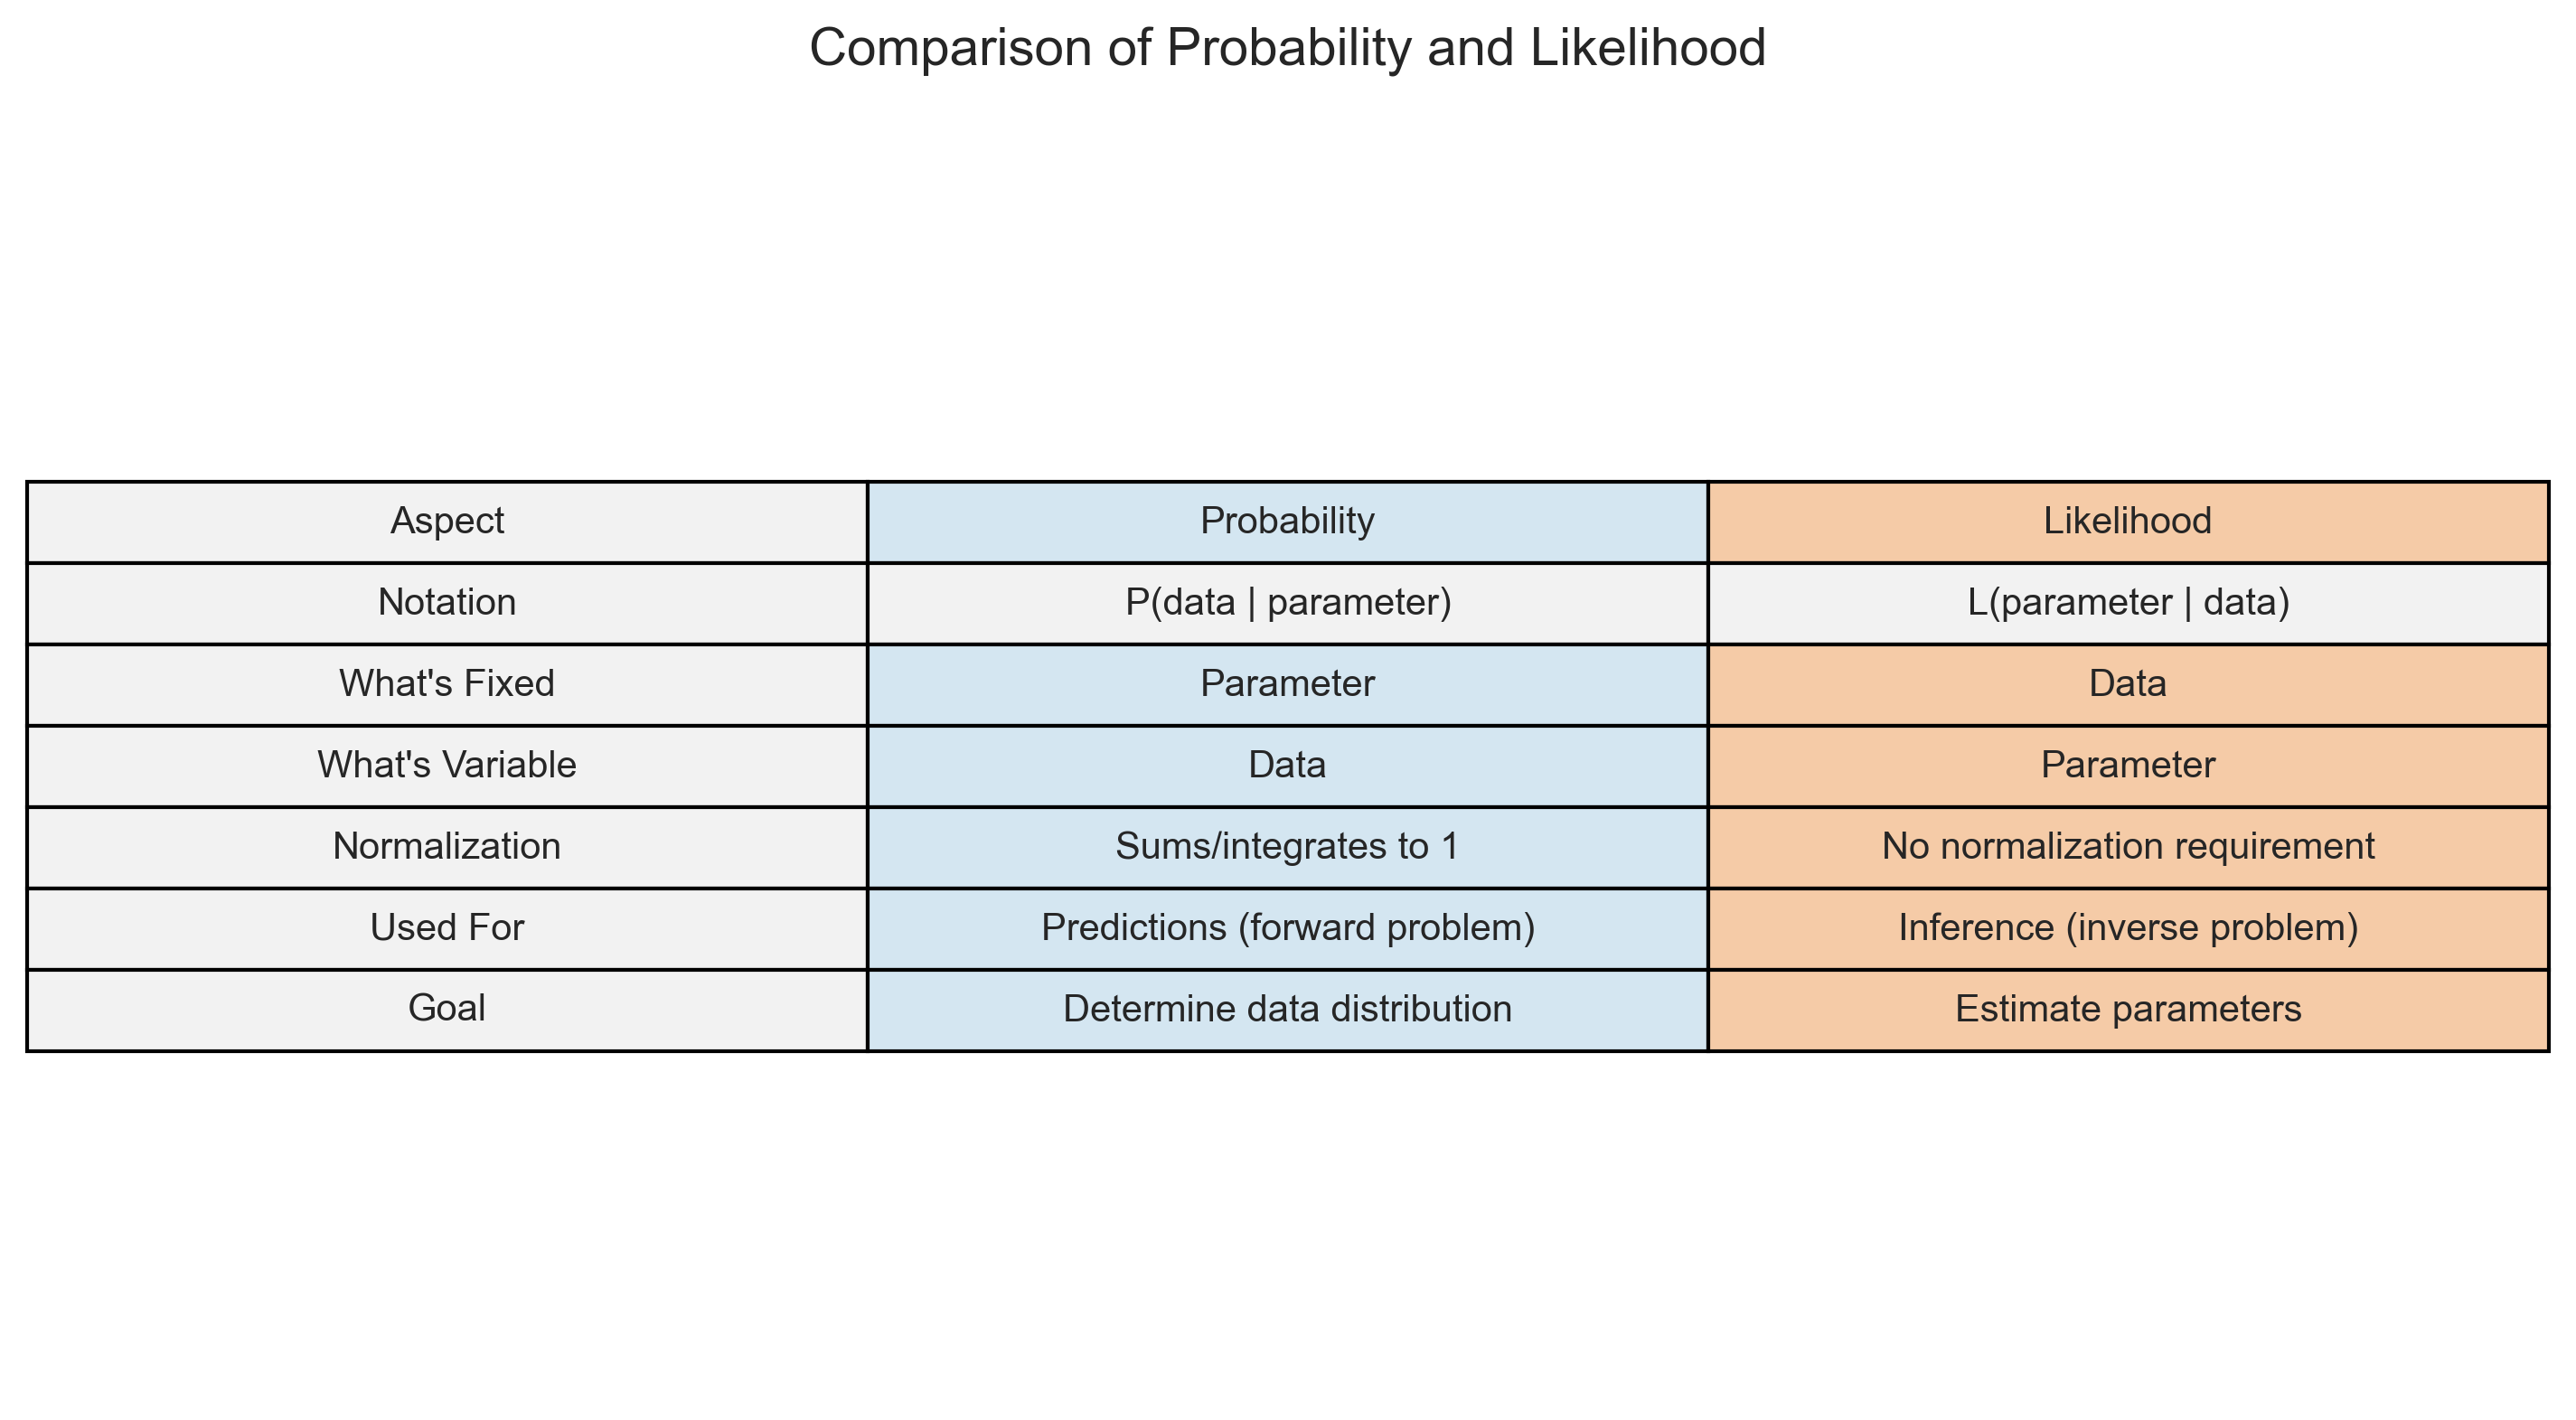 Comparison of Probability and Likelihood
Aspect Probability Likelihood
Notation P(data | parameter) L(parameter | data)
What's Fixed Parameter Data
What's Variable Data Parameter
Normalization Sums/integrates to 1 No normalization requirement
Used For Predictions (forward problem) Inference (inverse problem)
Goal Determine data distribution Estimate parameters